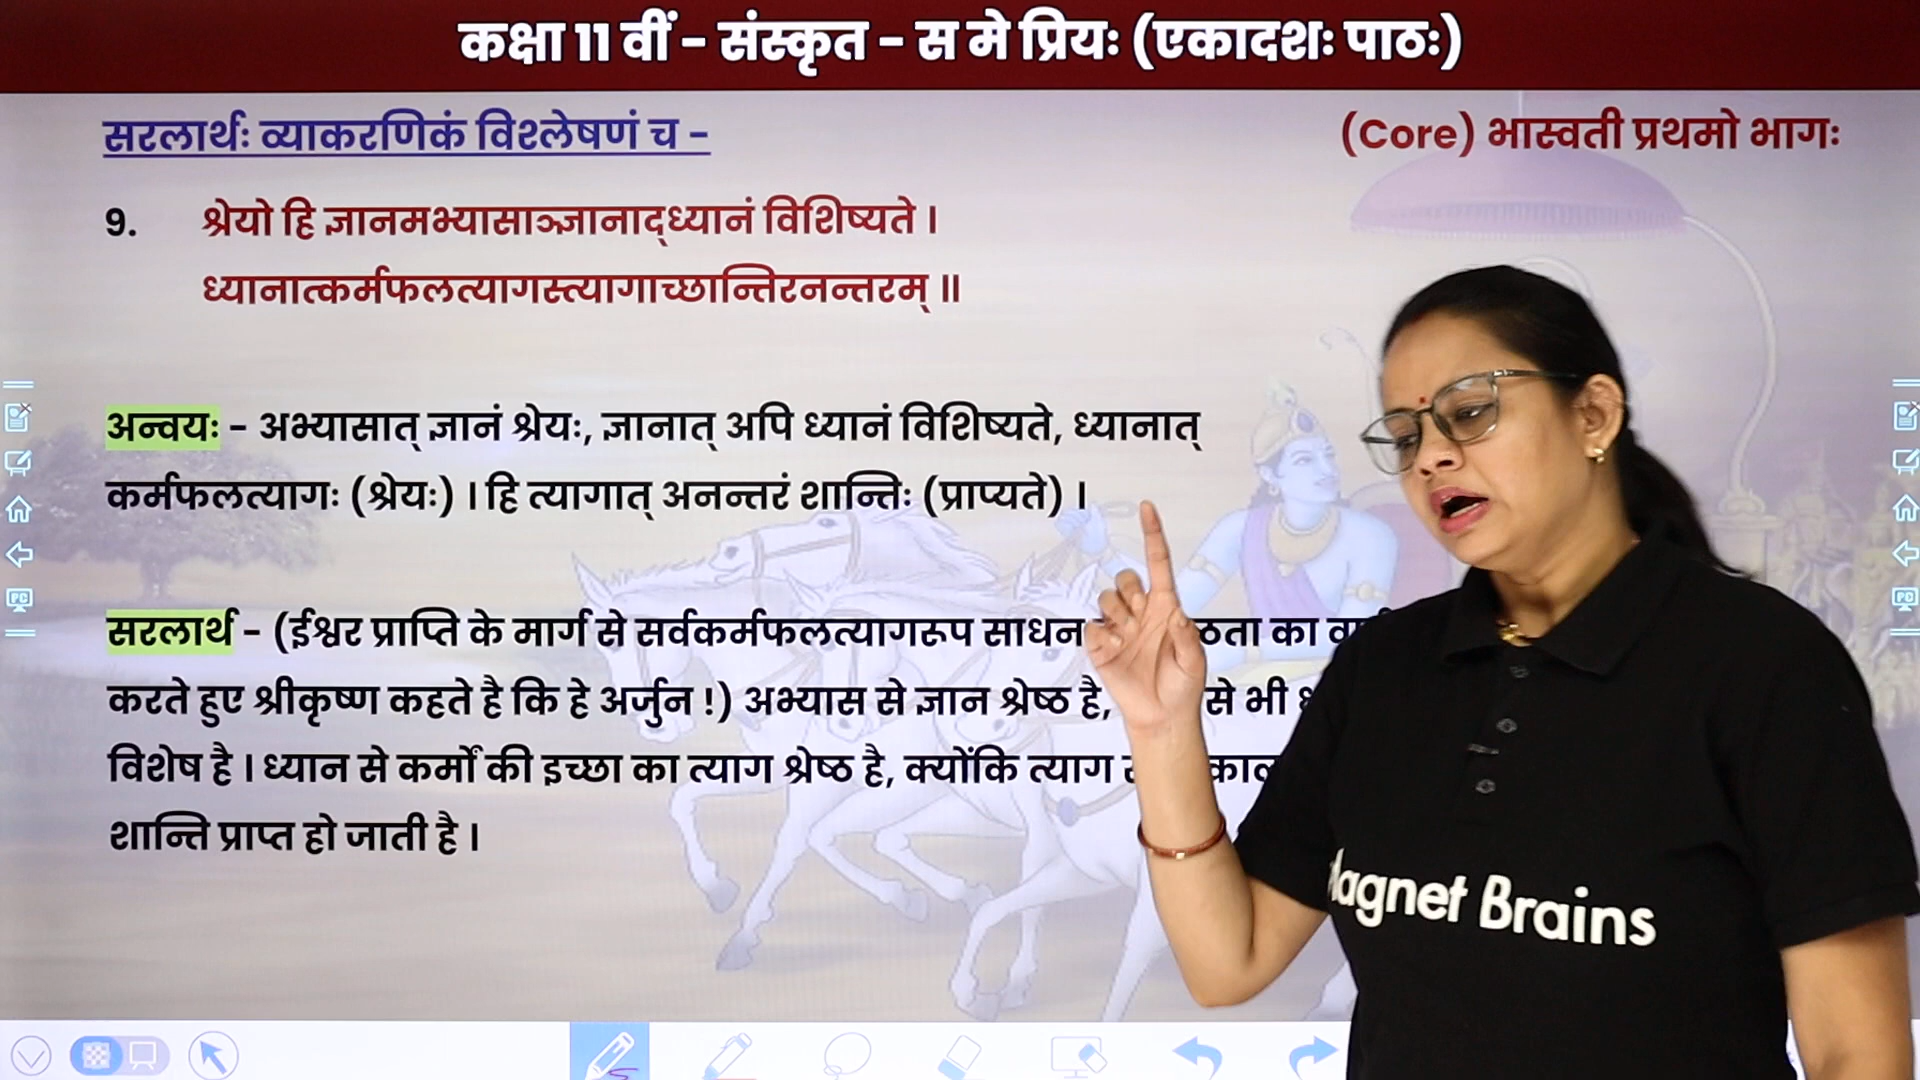 कक्षा 11 वीं - संस्कृत - स मे प्रियः (एकादशः पाठः)
सरलार्थः व्याकरणिकं विश्लेषणं च -
(Core) भास्वती प्रथमो भागः
9. श्रेयो हि ज्ञानमभ्यासाञ्ज्ञानाद्ध्यानं विशिष्यते ।
ध्यानात्कर्मफलत्यागस्त्यागाच्छान्तिरनन्तरम् ॥
अन्वयः - अभ्यासात् ज्ञानं श्रेयः, ज्ञानात् अपि ध्यानं विशिष्यते, ध्यानात्
कर्मफलत्यागः (श्रेयः) । हि त्यागात् अनन्तरं शान्तिः (प्राप्यते) ।
सरलार्थ - (ईश्वर प्राप्ति के मार्ग से सर्वकर्मफलत्यागरूप साधन का
करते हुए श्रीकृष्ण कहते है कि हे अर्जुन !) अभ्यास से ज्ञान श्रेष्ठ है, से भी
विशेष है । ध्यान से कर्मों की इच्छा का त्याग श्रेष्ठ है, क्योंकि त्याग
शान्ति प्राप्त हो जाती है ।
Magnet Brains